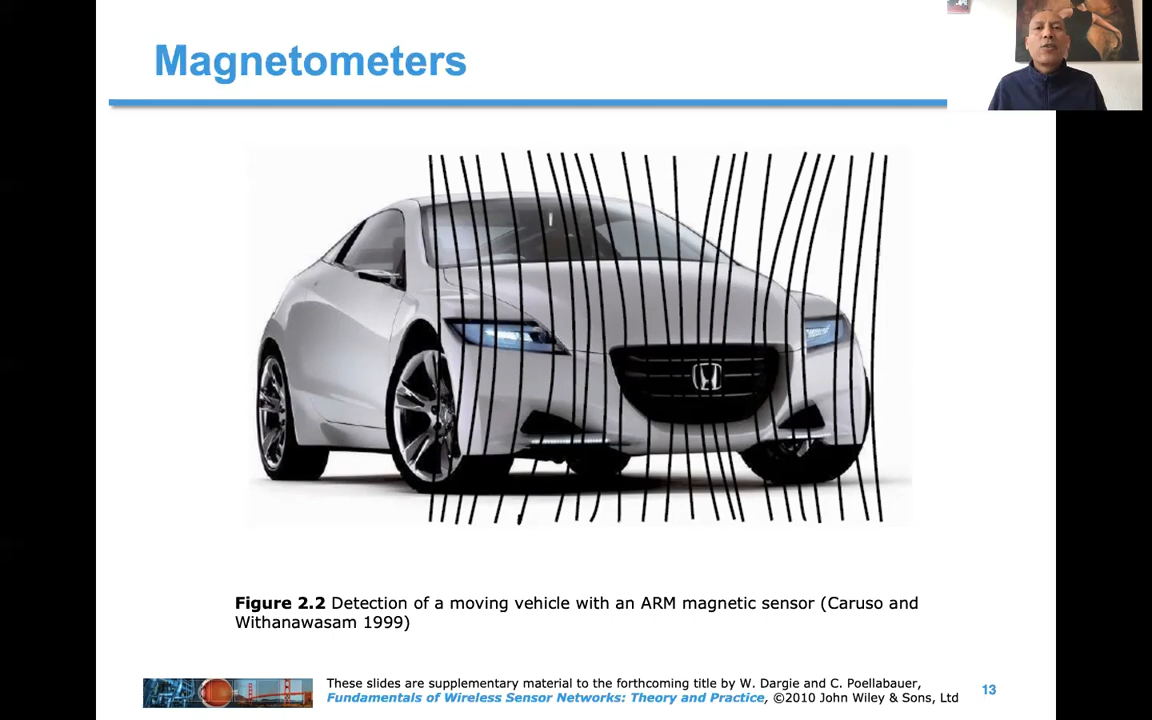 Magnetometers
Figure 2.2 Detection of a moving vehicle with an ARM magnetic sensor (Caruso and
Withanawasam 1999)
These slides are supplementary material to the forthcoming title by W. Dargie and C. Poellabauer,
Fundamentals of Wireless Sensor Networks: Theory and Practice, ©2010 John Wiley & Sons, Ltd
13